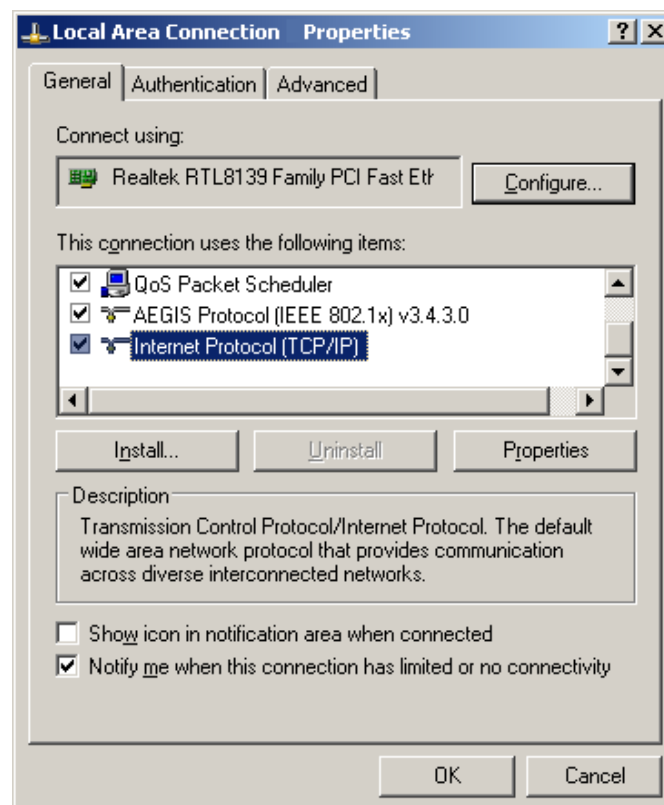 Local Area Connection   Properties
General
Authentication
Advanced
Connect using:
Realtek RTL8139 Family PCI Fast Eth
Configure...
This connection uses the following items:
QoS Packet Scheduler
AEGIS Protocol (IEEE 802.1x) v3.4.3.0
Internet Protocol (TCP/IP)
Install...
Uninstall
Properties
Description
Transmission Control Protocol/Internet Protocol. The default
wide area network protocol that provides communication
across diverse interconnected networks.
Show icon in notification area when connected
Notify me when this connection has limited or no connectivity
OK
Cancel